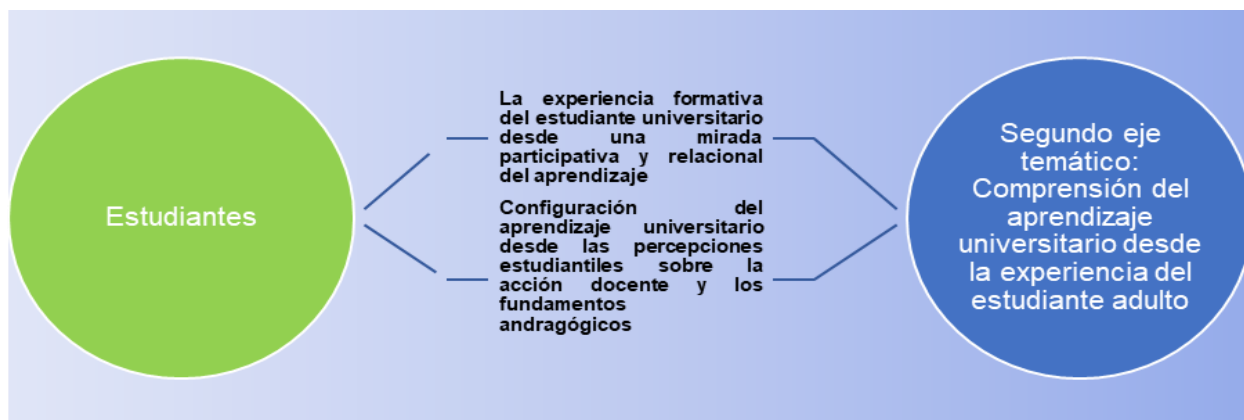 Estudiantes
La experiencia formativa
del estudiante universitario
desde una mirada
participativa y relacional
del aprendizaje
Configuración del
aprendizaje universitario
desde las percepciones
estudiantiles sobre la
acción docente y los
fundamentos
andragógicos
Segundo eje
temático:
Comprensión del
aprendizaje
universitario desde
la experiencia del
estudiante adulto